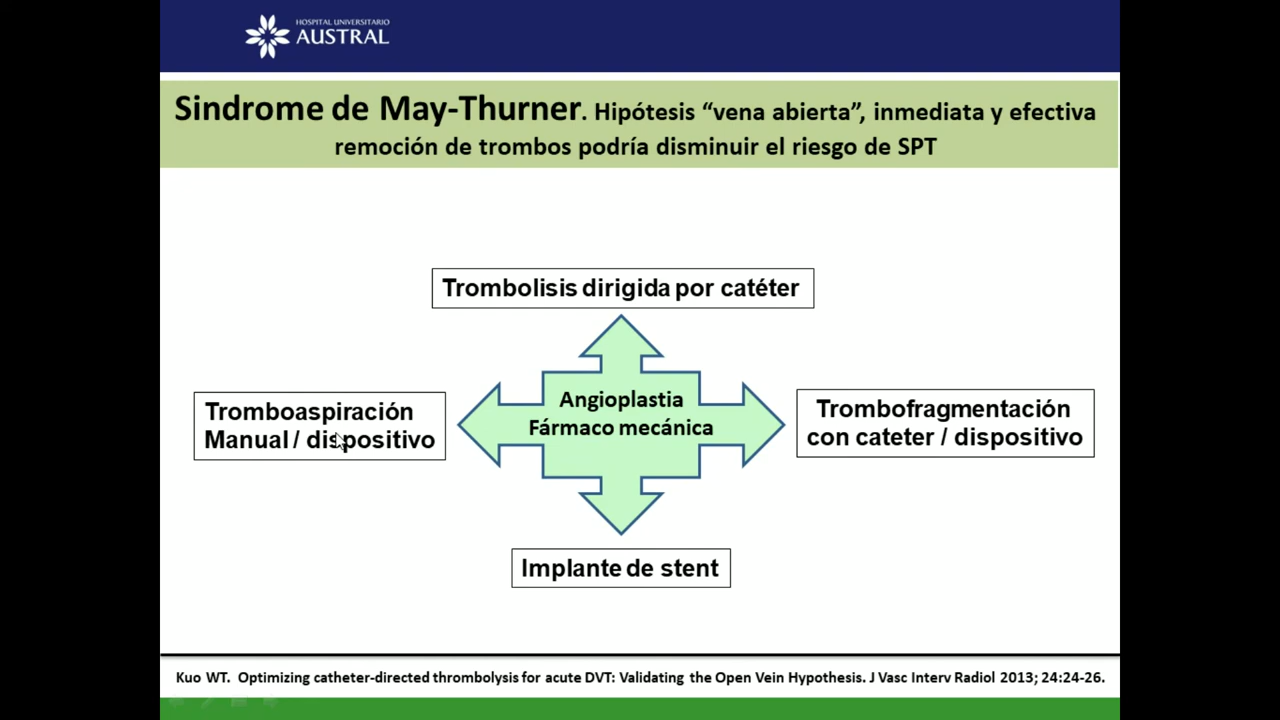 HOSPITAL UNIVERSITARIO
AUSTRAL
Sindrome de May-Thurner. Hipótesis “vena abierta”, inmediata y efectiva
remoción de trombos podría disminuir el riesgo de SPT
Trombolisis dirigida por catéter
Tromboaspiración
Manual / dispositivo
Angioplastia
Fármaco mecánica
Trombofragmentación
con cateter / dispositivo
Implante de stent
Kuo WT. Optimizing catheter-directed thrombolysis for acute DVT: Validating the Open Vein Hypothesis. J Vasc Interv Radiol 2013; 24:24-26.